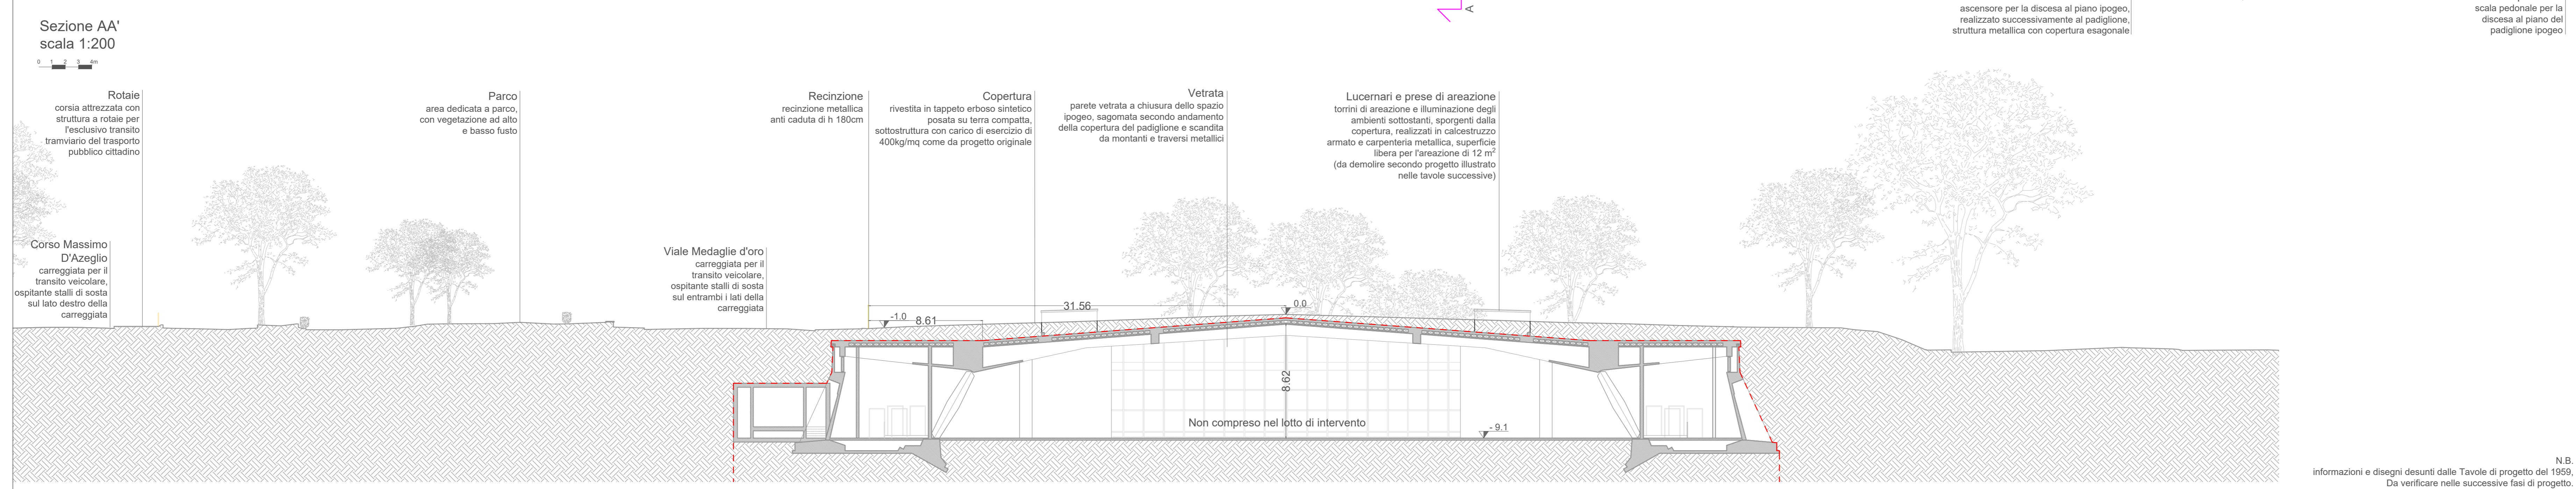 Sezione AA'
scala 1:200
0 1 2 3 4m
A
ascensore per la discesa al piano ipogeo,
realizzato successivamente al padiglione,
struttura metallica con copertura esagonale
scala pedonale per la
discesa al piano del
padiglione ipogeo
Rotaie
corsia attrezzata con
struttura a rotaie per
l'esclusivo transito
tramviario del trasporto
pubblico cittadino
Parco
area dedicata a parco,
con vegetazione ad alto
e basso fusto
Recinzione
recinzione metallica
anti caduta di h 180cm
Copertura
rivestita in tappeto erboso sintetico
posata su terra compatta,
sottostruttura con carico di esercizio di
400kg/mq come da progetto originale
Vetrata
parete vetrata a chiusura dello spazio
ipogeo, sagomata secondo andamento
della copertura del padiglione e scandita
da montanti e traversi metallici
Lucernari e prese di areazione
torrini di areazione e illuminazione degli
ambienti sottostanti, sporgenti dalla
copertura, realizzati in calcestruzzo
armato e carpenteria metallica, superficie
libera per l'areazione di 12 m²
(da demolire secondo progetto illustrato
nelle tavole successive)
Corso Massimo
D'Azeglio
carreggiata per il
transito veicolare,
ospitante stalli di sosta
sul lato destro della
carreggiata
Viale Medaglie d'oro
carreggiata per il
transito veicolare,
ospitante stalli di sosta
sul entrambi i lati della
carreggiata
31.56
0.0
-1.0
8.61
8.62
Non compreso nel lotto di intervento
- 9.1
N.B.
informazioni e disegni desunti dalle Tavole di progetto del 1959,
Da verificare nelle successive fasi di progetto.